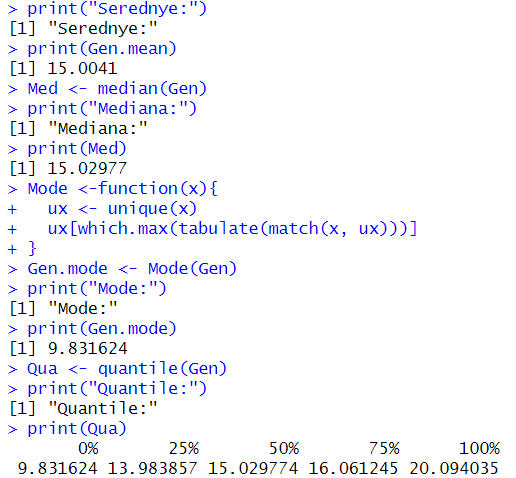 > print("Serednye:")
[1] "Serednye:"
> print(Gen.mean)
[1] 15.0041
> Med <- median(Gen)
> print("Mediana:")
[1] "Mediana:"
> print(Med)
[1] 15.02977
> Mode <-function(x){
+   ux <- unique(x)
+   ux[which.max(tabulate(match(x, ux)))]
+ }
> Gen.mode <- Mode(Gen)
> print("Mode:")
[1] "Mode:"
> print(Gen.mode)
[1] 9.831624
> Qua <- quantile(Gen)
> print("Quantile:")
[1] "Quantile:"
> print(Qua)
       0%       25%       50%       75%      100%
 9.831624 13.983857 15.029774 16.061245 20.094035